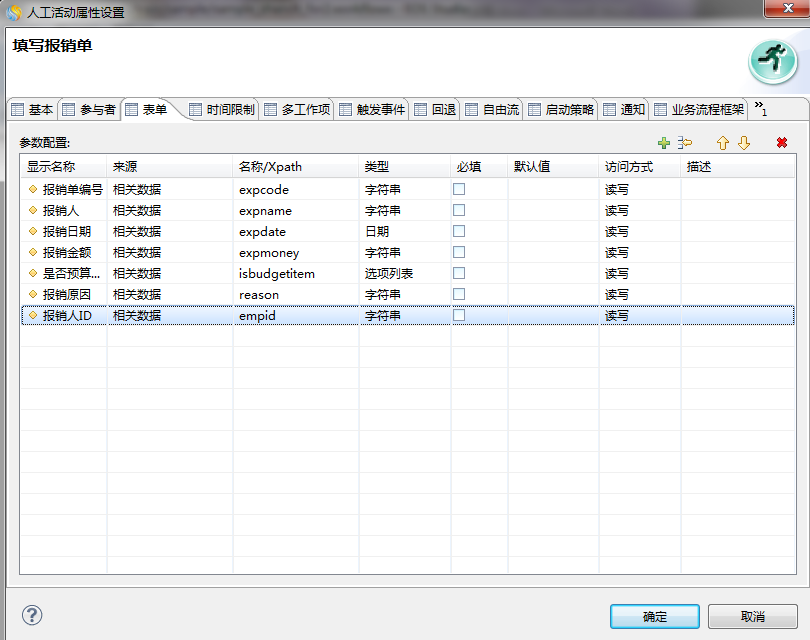 人工活动属性设置
填写报销单
基本 参与者 表单 时间限制 多工作项 触发事件 回退 自由流 启动策略 通知 业务流程框架 »1
参数配置:
显示名称 来源 名称/Xpath 类型 必填 默认值 访问方式 描述
报销单编号 相关数据 expcode 字符串 读写
报销人 相关数据 expname 字符串 读写
报销日期 相关数据 expdate 日期 读写
报销金额 相关数据 expmoney 字符串 读写
是否预算... 相关数据 isbudgetitem 选项列表 读写
报销原因 相关数据 reason 字符串 读写
报销人ID 相关数据 empid 字符串 读写
确定 取消